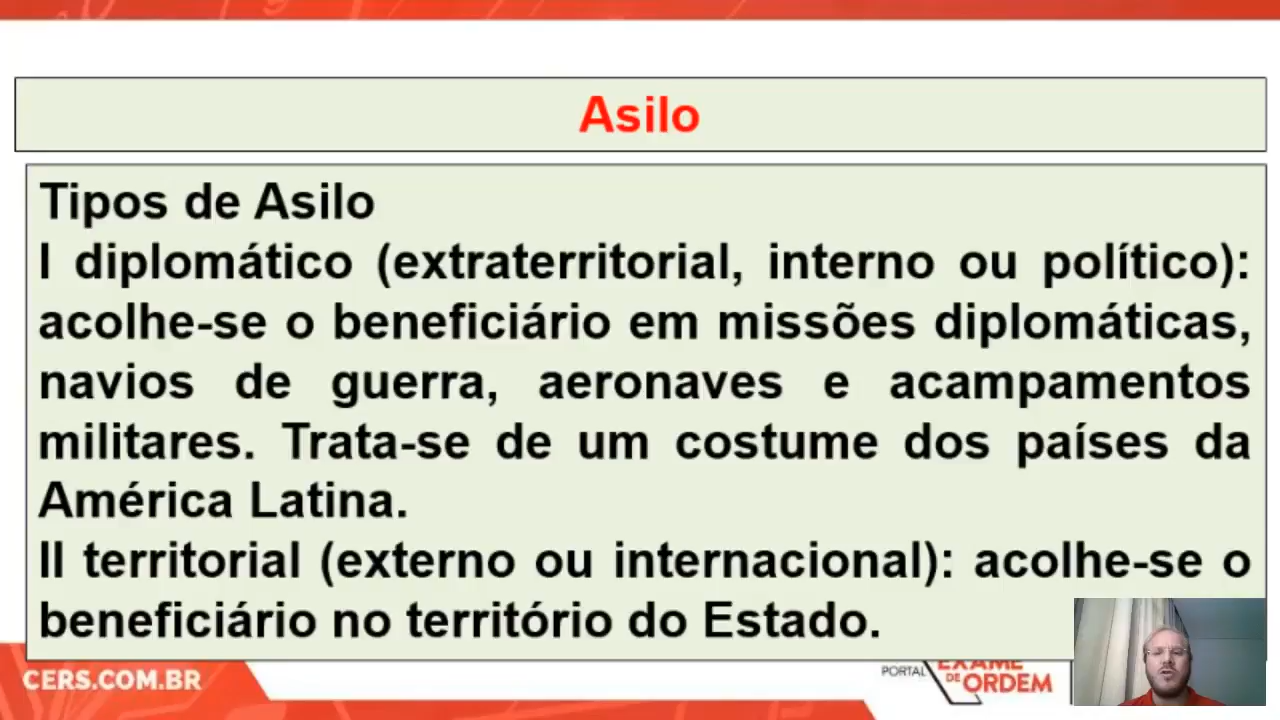 Asilo
Tipos de Asilo
I diplomático (extraterritorial, interno ou político):
acolhe-se o beneficiário em missões diplomáticas,
navios de guerra, aeronaves e acampamentos
militares. Trata-se de um costume dos países da
América Latina.
II territorial (externo ou internacional): acolhe-se o
beneficiário no território do Estado.
CERS.COM.BR
PORTAL EXAME
DE ORDEM